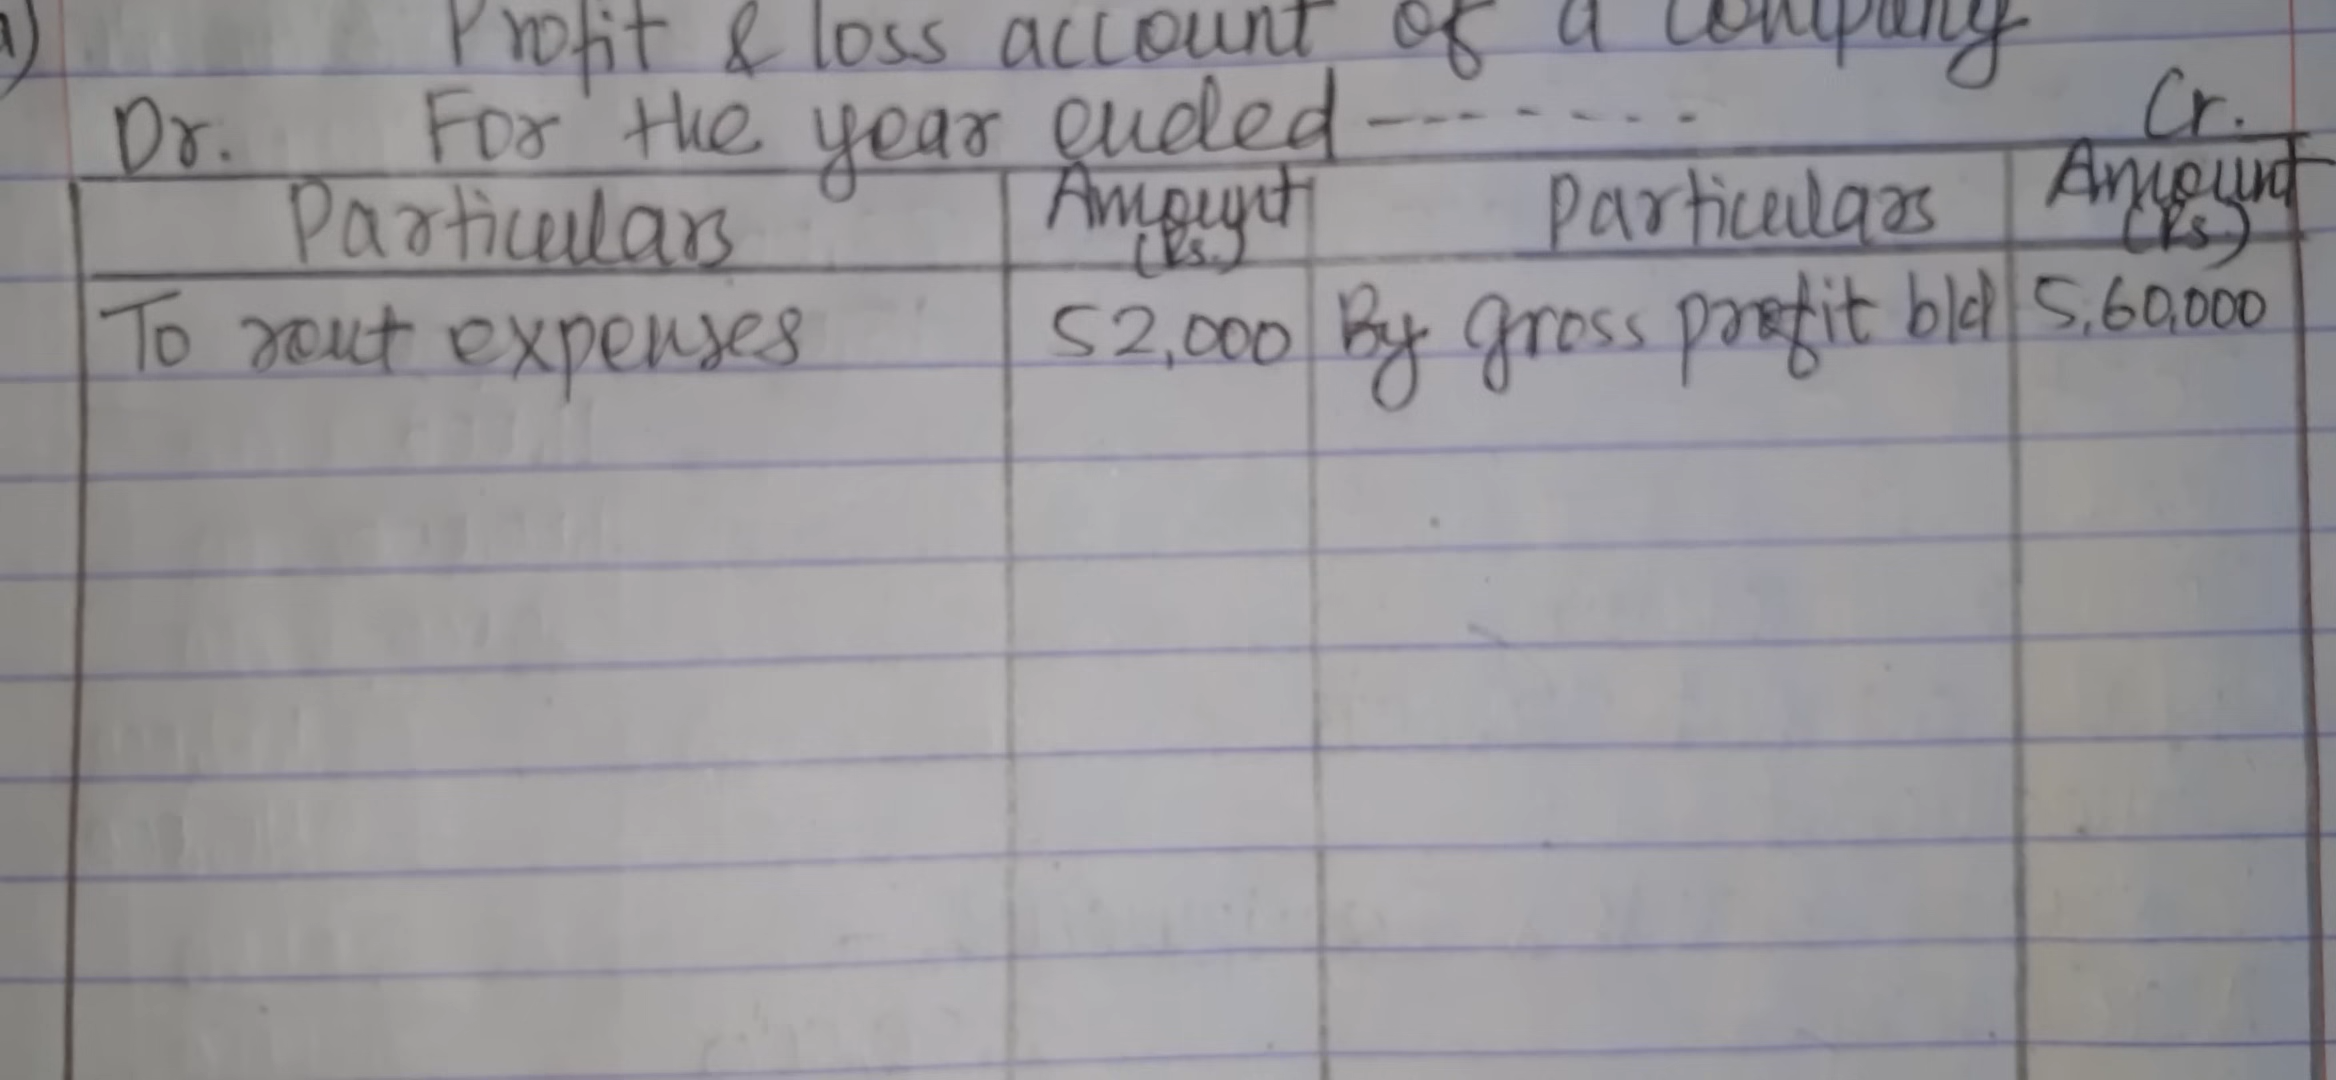 a) Profit & loss account of a company
Dr. For the year ended -------- Cr.
Particulars Amount (Rs.) Particulars Amount (Rs.)
To rent expenses 52,000 By gross profit b/d 5,60,000